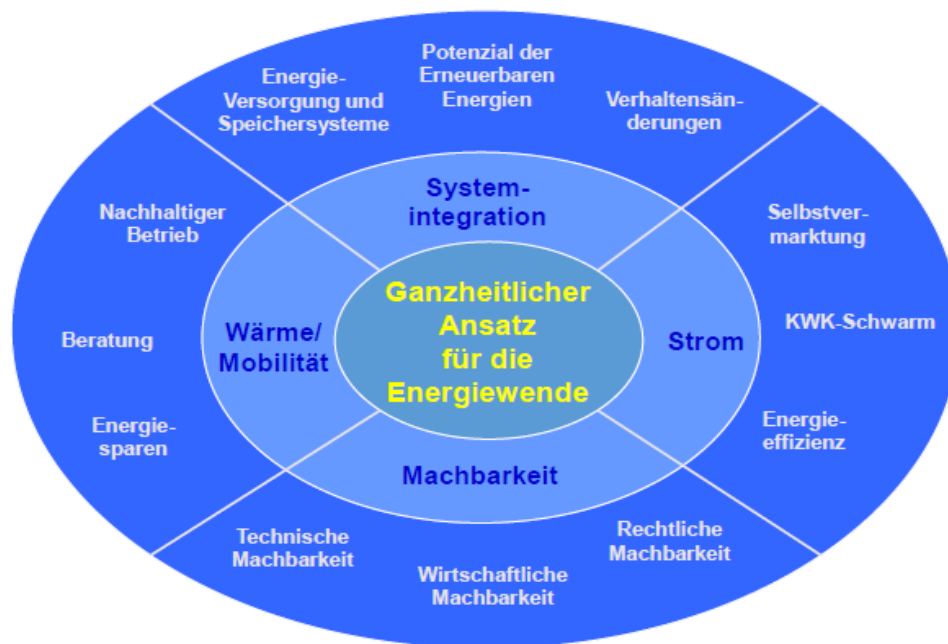 Energie-
Versorgung und
Speichersysteme
Potenzial der
Erneuerbaren
Energien
Verhaltensän-
derungen
System-
integration
Nachhaltiger
Betrieb
Beratung
Energie-
sparen
Wärme/
Mobilität
Ganzheitlicher
Ansatz
für die
Energiewende
Strom
Selbstver-
marktung
KWK-Schwarm
Energie-
effizienz
Machbarkeit
Technische
Machbarkeit
Wirtschaftliche
Machbarkeit
Rechtliche
Machbarkeit